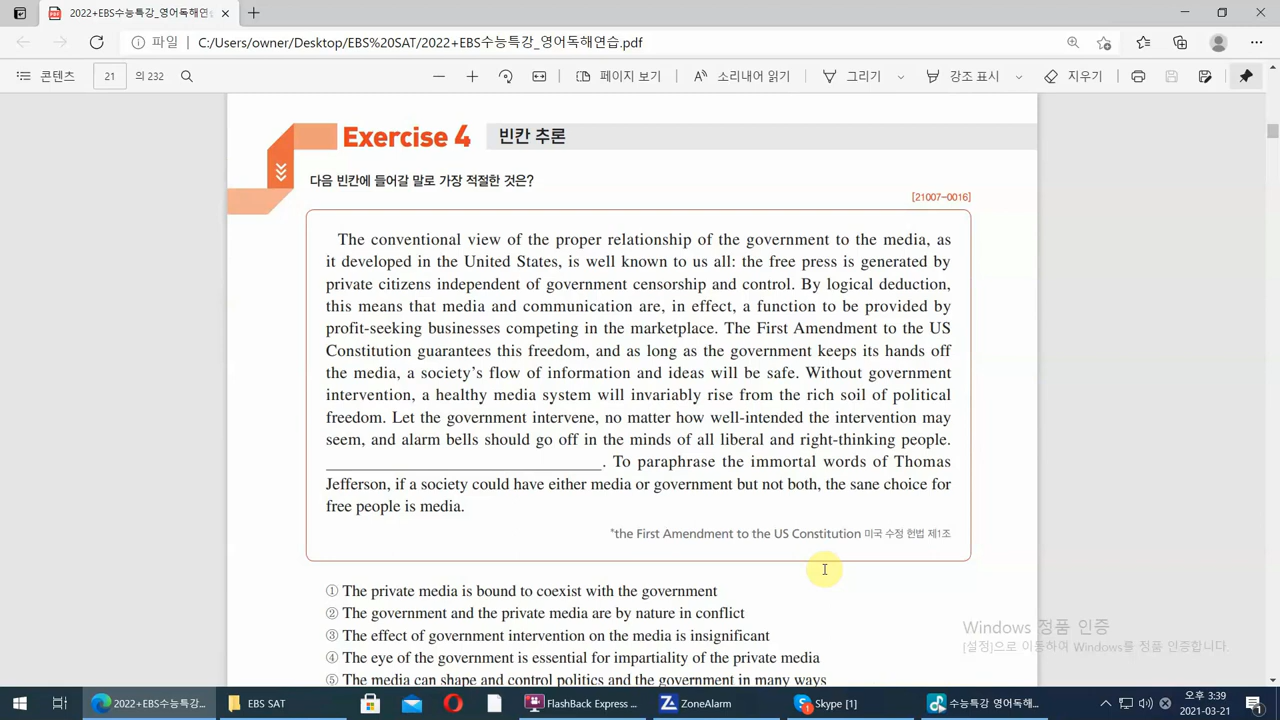 2022+EBS수능특강_영어독해연습
파일
C:/Users/owner/Desktop/EBS%20SAT/2022+EBS수능특강_영어독해연습.pdf
콘텐츠
21
의 232
페이지 보기
소리내어 읽기
그리기
강조 표시
지우기
Exercise 4
빈칸 추론
다음 빈칸에 들어갈 말로 가장 적절한 것은?
[21007-0016]
The conventional view of the proper relationship of the government to the media, as
it developed in the United States, is well known to us all: the free press is generated by
private citizens independent of government censorship and control. By logical deduction,
this means that media and communication are, in effect, a function to be provided by
profit-seeking businesses competing in the marketplace. The First Amendment to the US
Constitution guarantees this freedom, and as long as the government keeps its hands off
the media, a society's flow of information and ideas will be safe. Without government
intervention, a healthy media system will invariably rise from the rich soil of political
freedom. Let the government intervene, no matter how well-intended the intervention may
seem, and alarm bells should go off in the minds of all liberal and right-thinking people.
. To paraphrase the immortal words of Thomas
Jefferson, if a society could have either media or government but not both, the sane choice for
free people is media.
*the First Amendment to the US Constitution 미국 수정 헌법 제1조
① The private media is bound to coexist with the government
② The government and the private media are by nature in conflict
③ The effect of government intervention on the media is insignificant
④ The eye of the government is essential for impartiality of the private media
⑤ The media can shape and control politics and the government in many ways
Windows 정품 인증
[설정]으로 이동하여 Windows를 정품 인증합니다.
2022+EBS수능특강_...
EBS SAT
FlashBack Express ...
ZoneAlarm
Skype [1]
수능특강 영어독해...
오후 3:39
2021-03-21